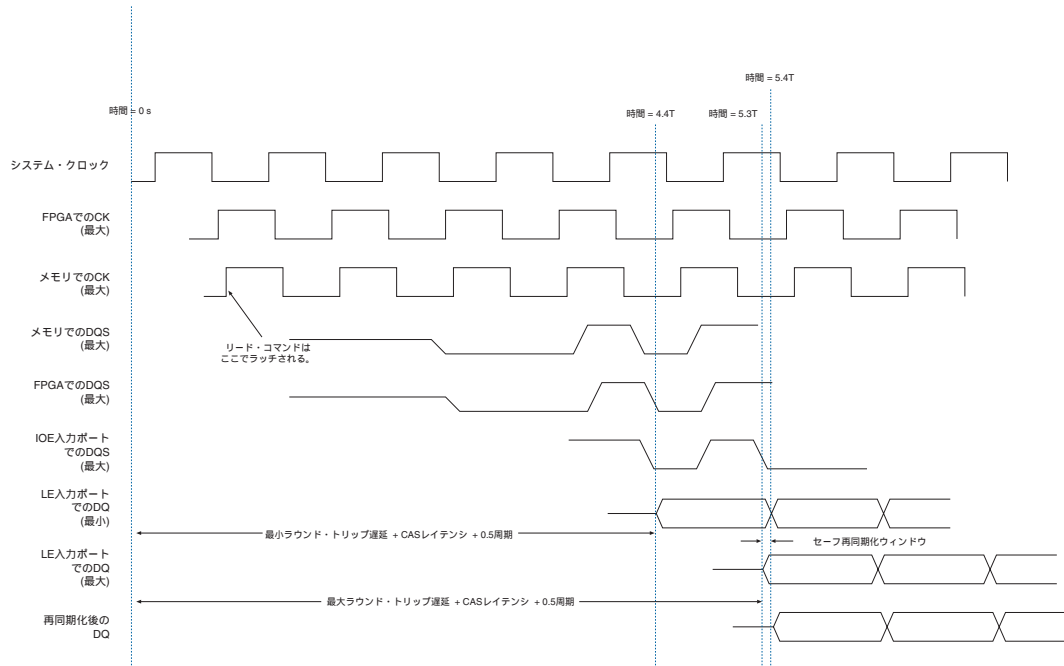 時間 = 5.4T
時間 = 0 s
時間 = 4.4T
時間 = 5.3T
システム・クロック
FPGAでのCK
(最大)
メモリでのCK
(最大)
メモリでのDQS
(最大)
リード・コマンドは
ここでラッチされる。
FPGAでのDQS
(最大)
IOE入力ポート
でのDQS
(最大)
LE入力ポート
でのDQ
(最小)
最小ラウンド・トリップ遅延 + CASレイテンシ + 0.5周期
セーフ再同期化ウィンドウ
LE入力ポート
でのDQ
(最大)
最大ラウンド・トリップ遅延 + CASレイテンシ + 0.5周期
再同期化後の
DQ